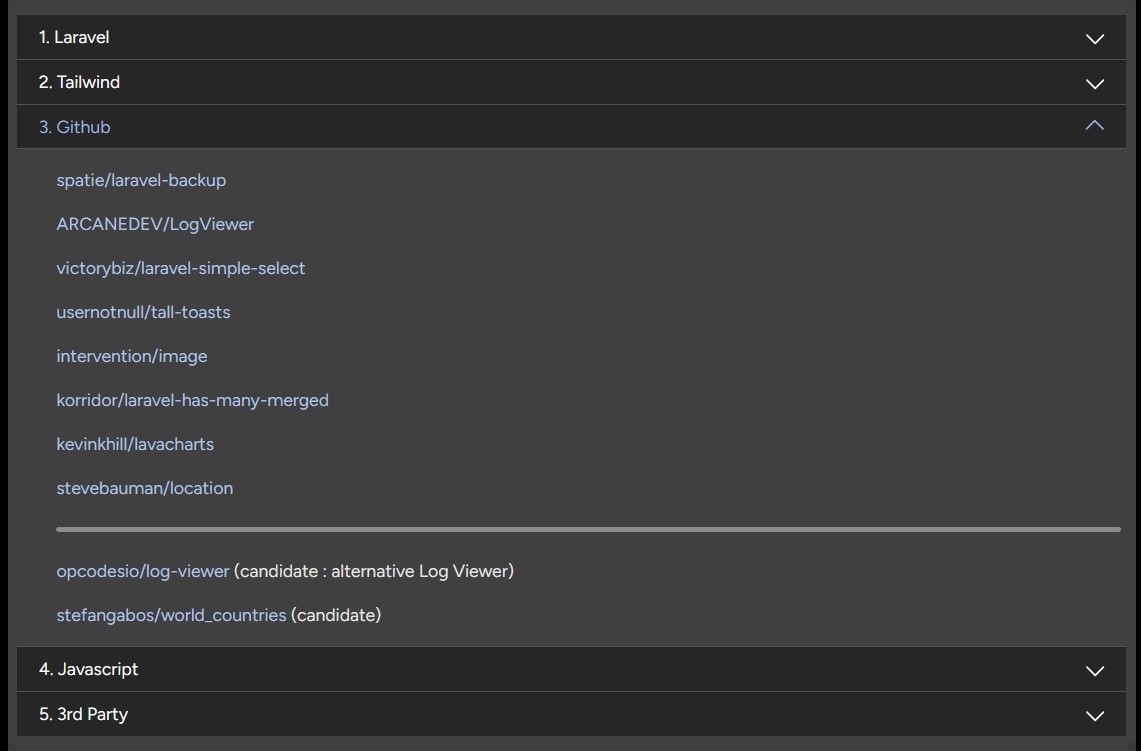 1. Laravel
2. Tailwind
3. Github
spatie/laravel-backup
ARCANEDEV/LogViewer
victorybiz/laravel-simple-select
usernotnull/tall-toasts
intervention/image
korridor/laravel-has-many-merged
kevinkhill/lavacharts
stevebauman/location
opcodesio/log-viewer (candidate : alternative Log Viewer)
stefangabos/world_countries (candidate)
4. Javascript
5. 3rd Party